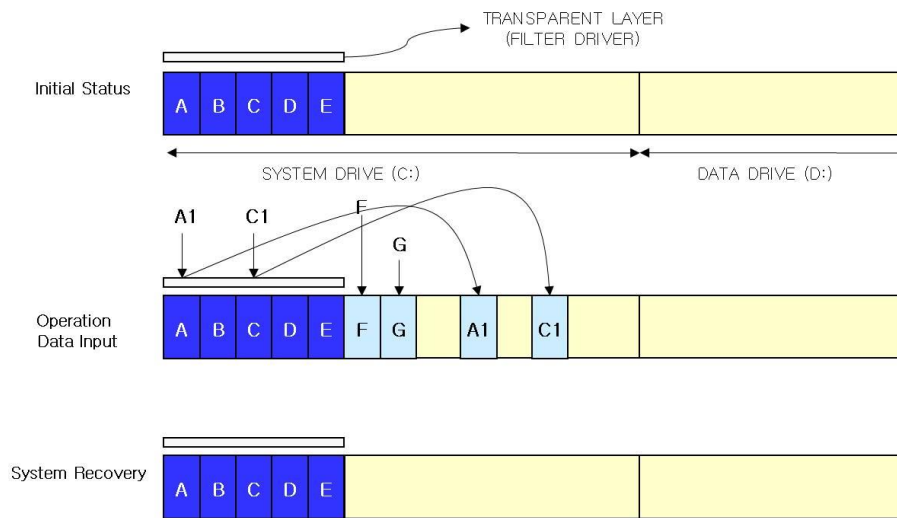 TRANSPARENT LAYER
(FILTER DRIVER)
Initial Status
A B C D E
SYSTEM DRIVE (C:)
DATA DRIVE (D:)
A1
C1
F
G
Operation
Data Input
A B C D E F G A1 C1
System Recovery
A B C D E